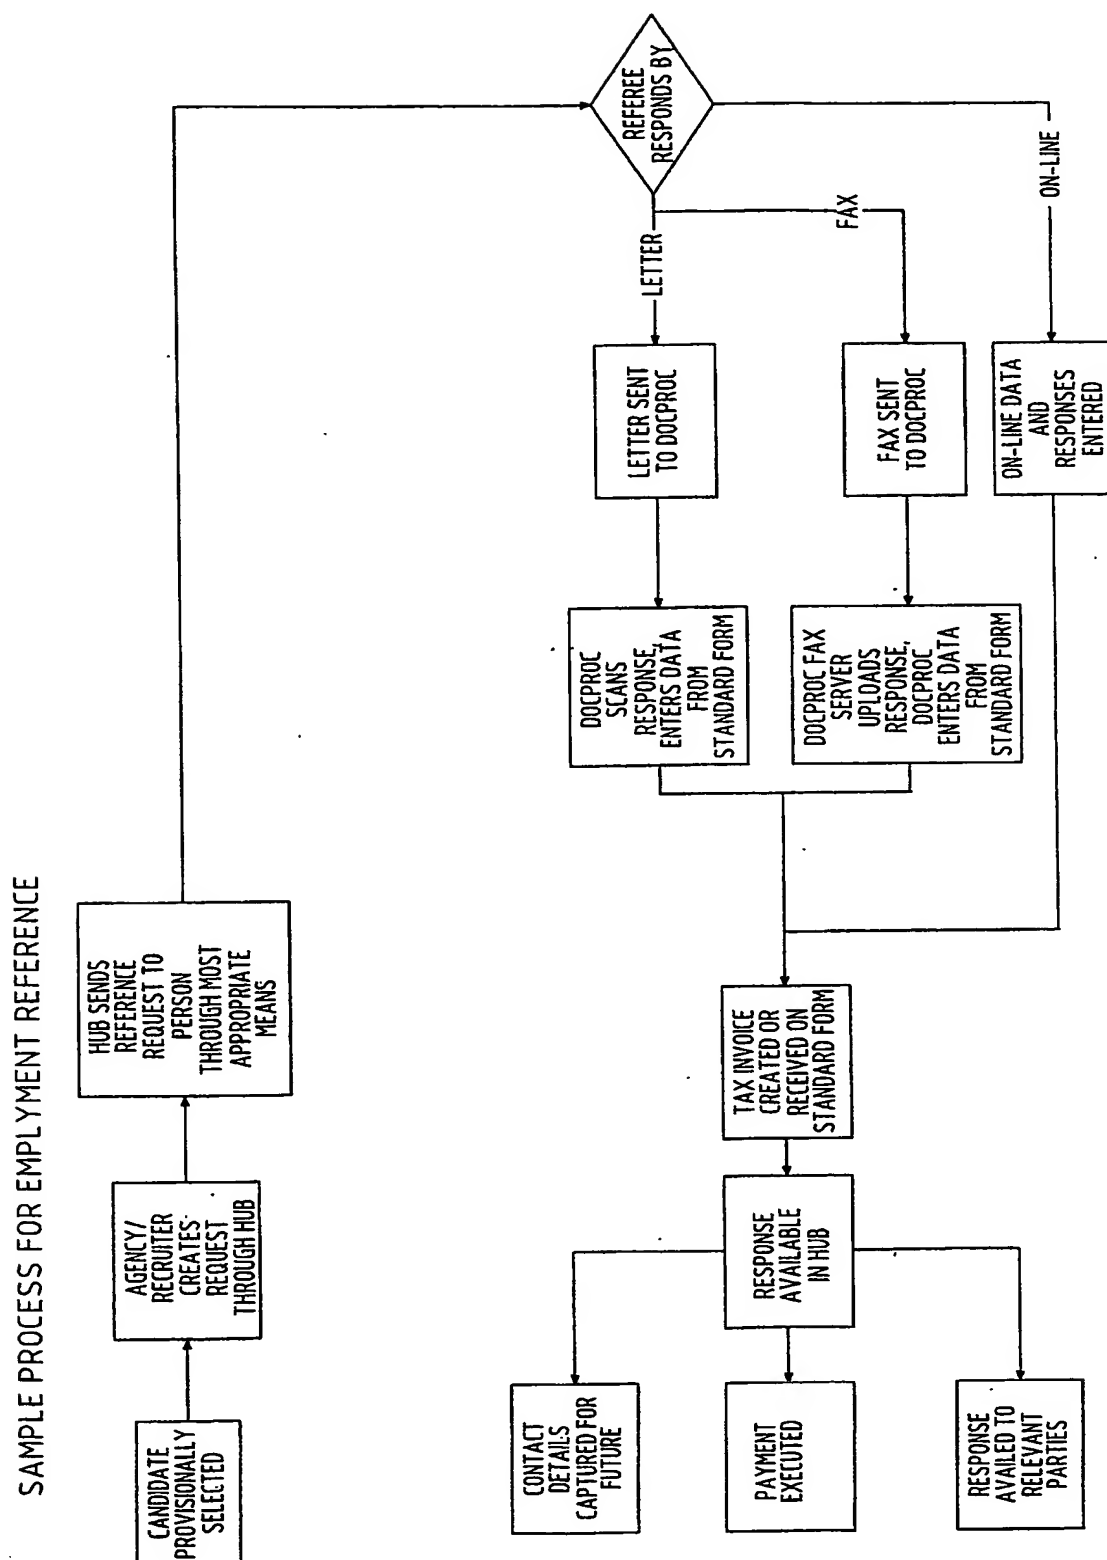 SAMPLE PROCESS FOR EMPLYMENT REFERENCE
CANDIDATE
PROVISIONALLY
SELECTED
AGENCY/
RECRUITER
CREATES
REQUEST
THROUGH HUB
HUB SENDS
REFERENCE
REQUEST TO
PERSON
THROUGH MOST
APPROPRIATE
MEANS
REFEREE
RESPONDS BY
LETTER
FAX
ON-LINE
LETTER SENT
TO DOCPROC
FAX SENT
TO DOCPROC
ON-LINE DATA
AND
RESPONSES
ENTERED
DOCPROC
SCANS
RESPONSE,
ENTERS DATA
FROM
STANDARD FORM
DOCPROC FAX
SERVER
UPLOADS
RESPONSE,
DOCPROC
ENTERS DATA
FROM
STANDARD FORM
TAX INVOICE
CREATED OR
RECEIVED ON
STANDARD FORM
RESPONSE
AVAILABLE
IN HUB
CONTACT
DETAILS
CAPTURED FOR
FUTURE
PAYMENT
EXECUTED
RESPONSE
AVAILED TO
RELEVANT
PARTIES